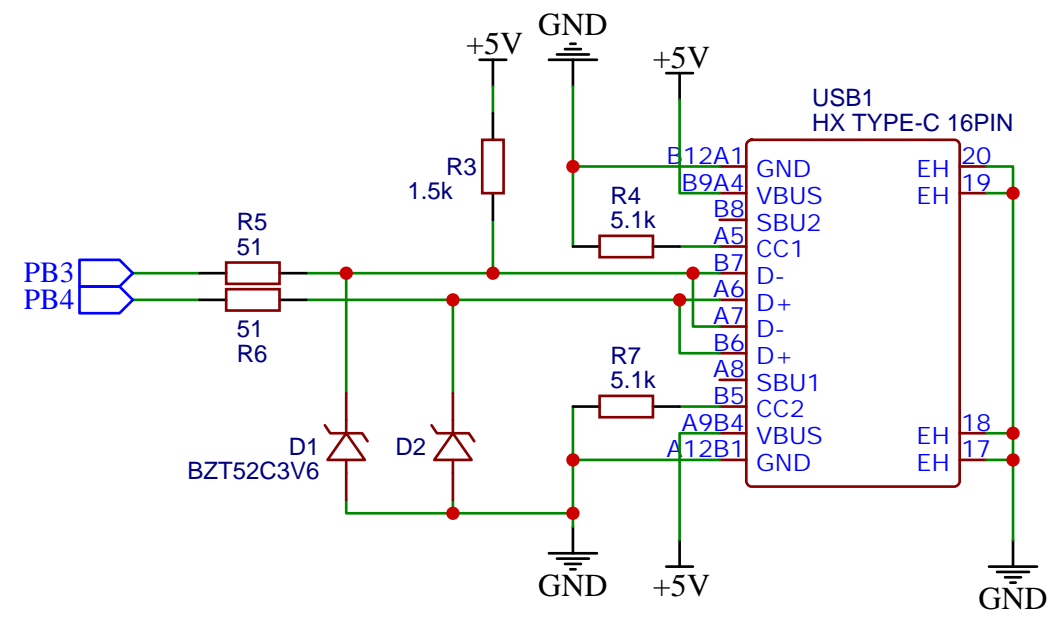 GND
+5V
+5V
USB1
HX TYPE-C 16PIN
R3
1.5k
B12A1
GND
EH
20
B9A4
VBUS
EH
19
R4
5.1k
B8
SBU2
A5
CC1
R5
51
PB3
B7
D-
PB4
A6
D+
51
R6
A7
D-
B6
D+
R7
5.1k
A8
SBU1
B5
CC2
A9B4
VBUS
EH
18
D1
BZT52C3V6
D2
A12B1
GND
EH
17
GND
+5V
GND